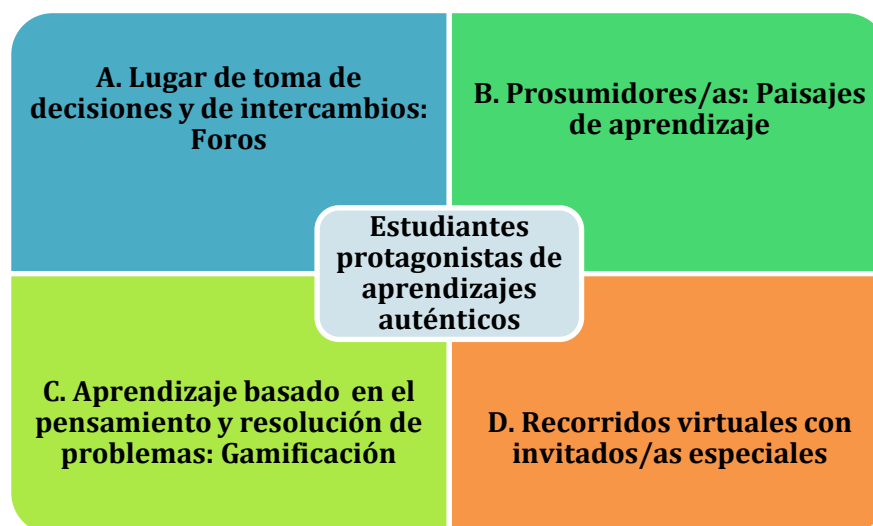 A. Lugar de toma de
decisiones y de intercambios:
Foros
B. Prosumidores/as: Paisajes
de aprendizaje
Estudiantes
protagonistas de
aprendizajes
auténticos
C. Aprendizaje basado en el
pensamiento y resolución de
problemas: Gamificación
D. Recorridos virtuales con
invitados/as especiales